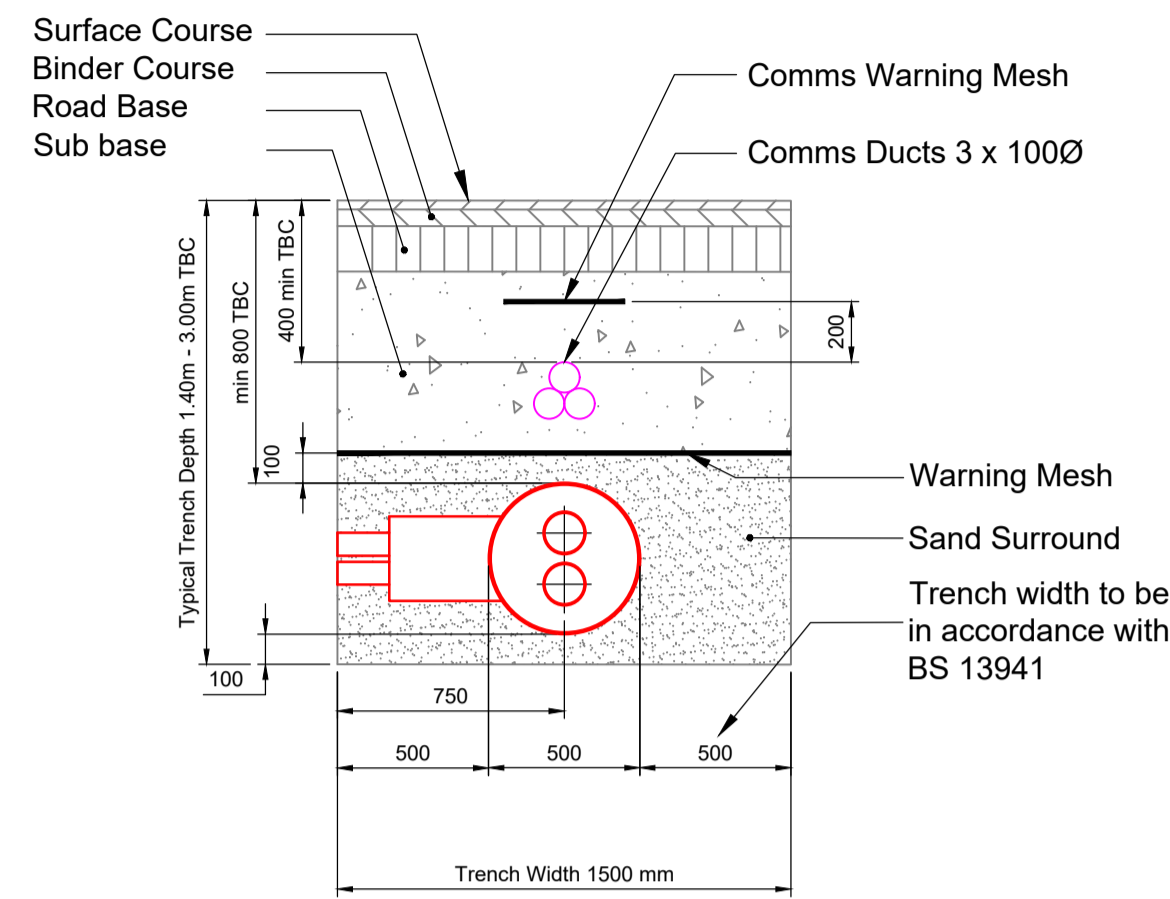 Surface Course
Binder Course
Road Base
Sub base
Comms Warning Mesh
Comms Ducts 3 x 100Ø
Typical Trench Depth 1.40m - 3.00m TBC
min 800 TBC
400 min TBC
200
100
Warning Mesh
Sand Surround
Trench width to be
in accordance with
BS 13941
100
750
500
500
500
Trench Width 1500 mm